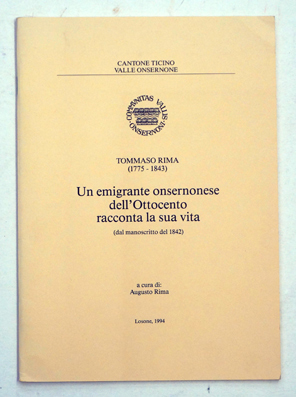 CANTONE TICINO
VALLE ONSERNONE
COMMUNITAS VALLIS
ONSERNONIS
TOMMASO RIMA
(1775 - 1843)
Un emigrante onsernonese
dell'Ottocento
racconta la sua vita
(dal manoscritto del 1842)
a cura di:
Augusto Rima
Losone, 1994